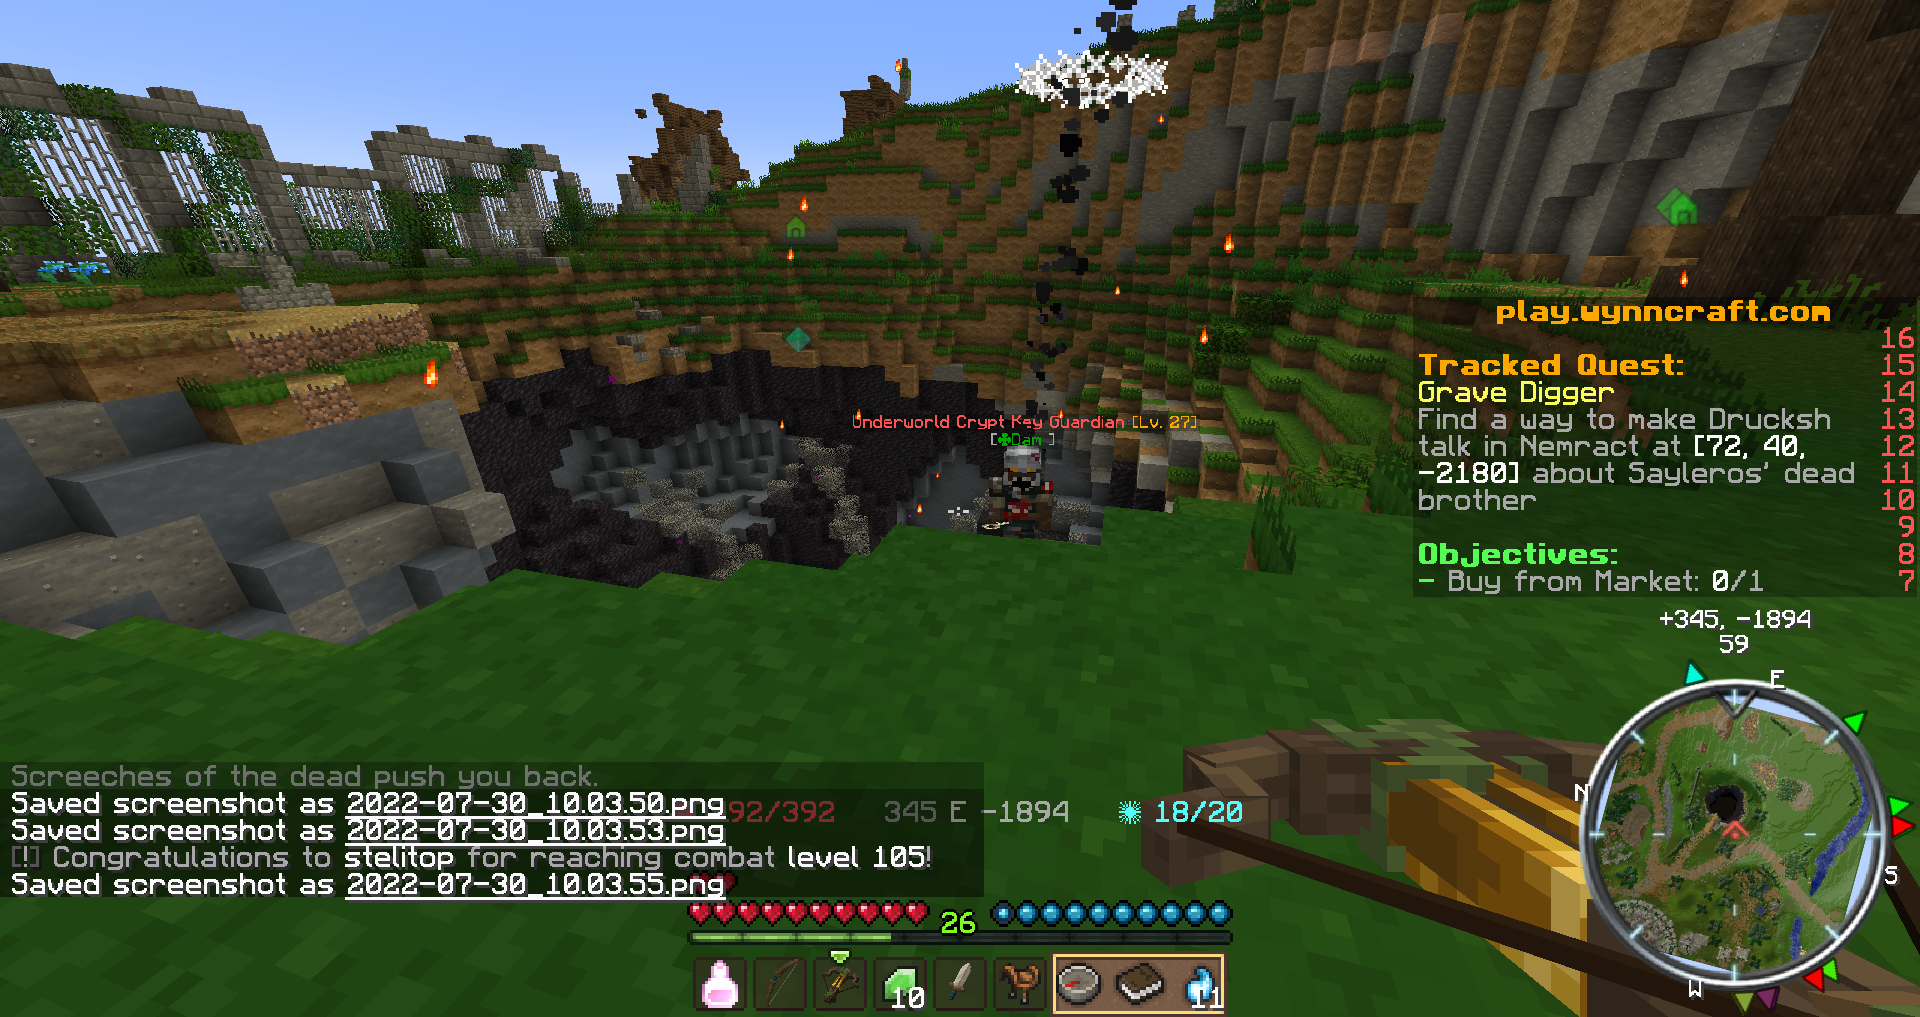 play.wynncraft.com
16
Tracked Quest: 15
Grave Digger 14
Find a way to make Drucksh 13
talk in Nemract at [72, 40, 12
-2180] about Sayleros' dead 11
brother 10
9
Objectives: 8
- Buy from Market: 0/1 7
Underworld Crypt Key Guardian [Lv. 27]
[✤Dam ]
+345, -1894
59
E
N
S
W
Screeches of the dead push you back.
Saved screenshot as 2022-07-30_10.03.50.png
Saved screenshot as 2022-07-30_10.03.53.png
[!] Congratulations to stelitop for reaching combat level 105!
Saved screenshot as 2022-07-30_10.03.55.png
92/392 345 E -1894 18/20
26
10 11